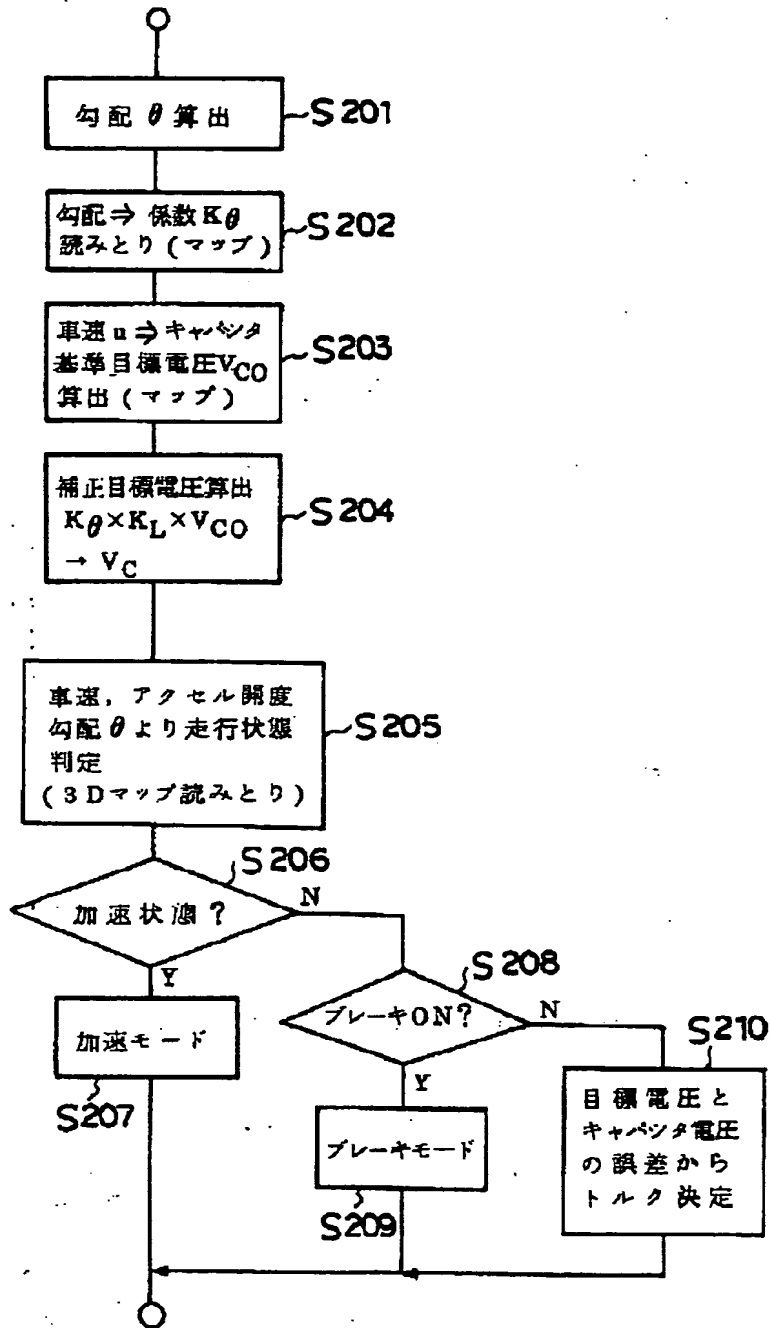 勾配 θ 算出
S201
勾配⇒ 係数Kθ
読みとり(マップ)
S202
車速 u ⇒ キャパシタ
基準目標電圧VCO
算出(マップ)
S203
補正目標電圧算出
Kθ×KL×VCO
→ VC
S204
車速, アクセル開度
勾配 θ より走行状態
判定
(3Dマップ読みとり)
S205
S206
加速状態?
N
Y
加速モード
S207
S208
ブレーキON?
N
Y
ブレーキモード
S209
S210
目標電圧と
キャパシタ電圧
の誤差から
トルク決定